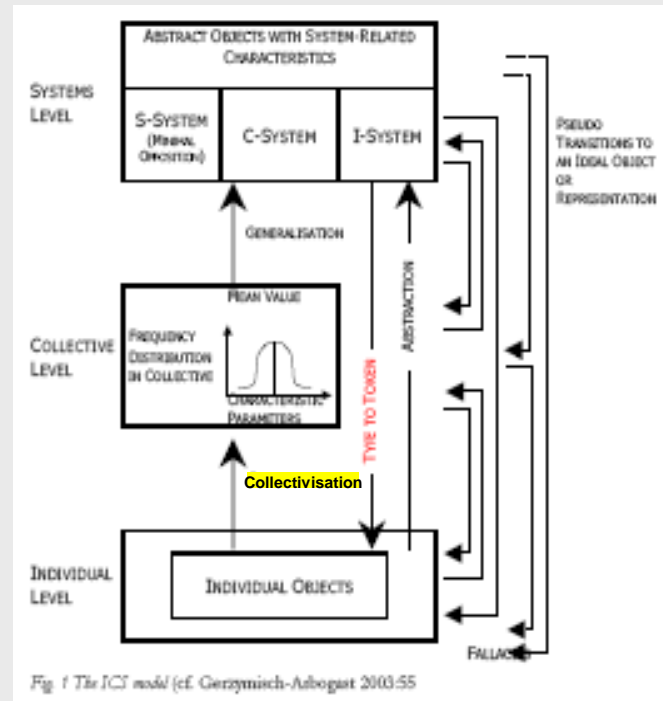 ABSTRACT OBJECTS WITH SYSTEM-RELATED
CHARACTERISTICS
SYSTEMS
LEVEL
S-SYSTEM
(MINIMAL
OPPOSITION)
C-SYSTEM
I-SYSTEM
PSEUDO
TRANSITIONS TO
AN IDEAL OBJECT
OR
REPRESENTATION
GENERALISATION
MEAN VALUE
COLLECTIVE
LEVEL
FREQUENCY
DISTRIBUTION
IN COLLECTIVE
CHARACTERISTIC
PARAMETERS
TYPE TO TOKEN
ABSTRACTION
Collectivisation
INDIVIDUAL
LEVEL
INDIVIDUAL OBJECTS
Fig. 1 The ICS model (cf. Gerzymisch-Arbogast 2003:55